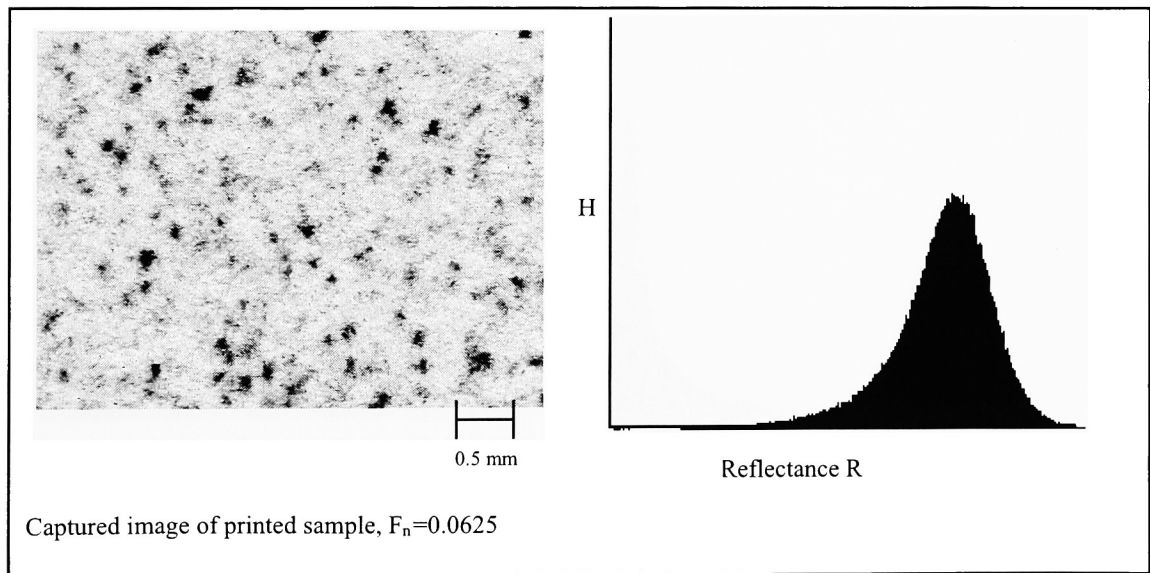 H
0.5 mm
Reflectance R
Captured image of printed sample, Fₙ=0.0625